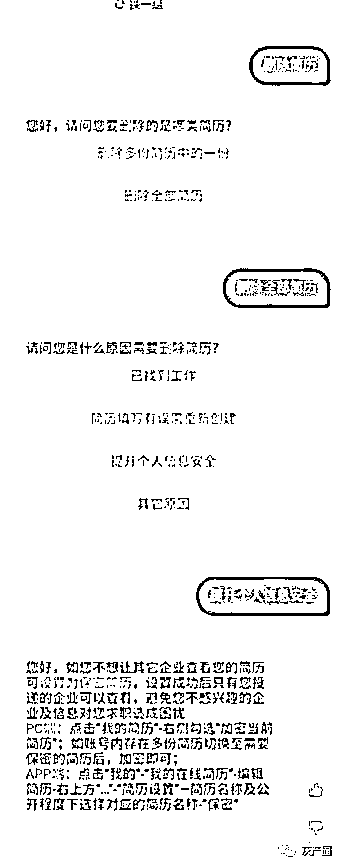 换一组
删除简历
您好，请问您要删除的是哪类简历？
删除多份简历中的一份
删除全部简历
删除全部简历
请问您是什么原因需要删除简历？
已找到工作
简历填写有误需重新创建
提升个人信息安全
其它原因
提升个人信息安全
您好，如您不想让其它企业查看您的简历
可设置为保密简历，设置成功后只有您投
递的企业可以查看，避免您不感兴趣的企
业及信息对您求职造成困扰
PC端：点击"我的简历"-右侧勾选"加密当前
简历"；如账号内存在多份简历切换至需要
保密的简历后，加密即可；
APP端：点击"我的"-"我的在线简历"-编辑
简历-右上方"..."-"简历设置"—简历名称及公
开程度下选择对应的简历名称-"保密"